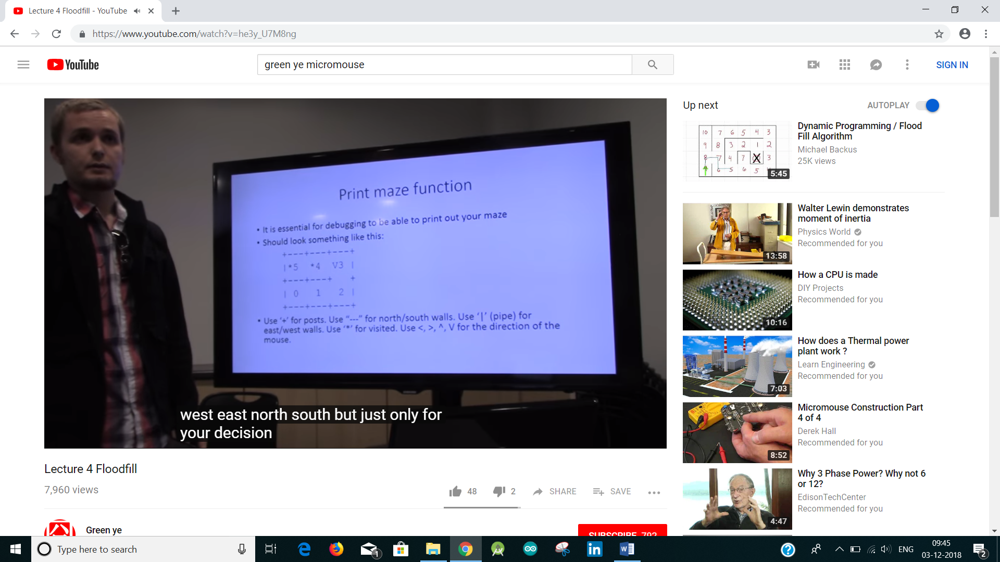 Lecture 4 Floodfill - YouTube
https://www.youtube.com/watch?v=he3y_U7M8ng
YouTube
green ye micromouse
SIGN IN
Print maze function
• It is essential for debugging to be able to print out your maze
• Should look something like this:
+---+---+---+
|*5 *4 V3 |
+---+---+ +
| 0 1 2 |
+---+---+---+
• Use ‘+’ for posts. Use “---” for north/south walls. Use ‘|’ (pipe) for
east/west walls. Use ‘*’ for visited. Use <, >, ^, V for the direction of the
mouse.
west east north south but just only for
your decision
Lecture 4 Floodfill
7,960 views
48 2 SHARE SAVE
Green ye
SUBSCRIBE 792
Up next
AUTOPLAY
10 7 6 5 4 3
9 8 3 2 1 2
8 7 4 7 X 3
6 5 6 5
5:45
Dynamic Programming / Flood
Fill Algorithm
Michael Backus
25K views
13:58
Walter Lewin demonstrates
moment of inertia
Physics World
Recommended for you
10:16
How a CPU is made
DIY Projects
Recommended for you
7:03
How does a Thermal power
plant work ?
Learn Engineering
Recommended for you
8:52
Micromouse Construction Part
4 of 4
Derek Hall
Recommended for you
4:47
Why 3 Phase Power? Why not 6
or 12?
EdisonTechCenter
Recommended for you
Type here to search
1
ENG
09:45
03-12-2018
2